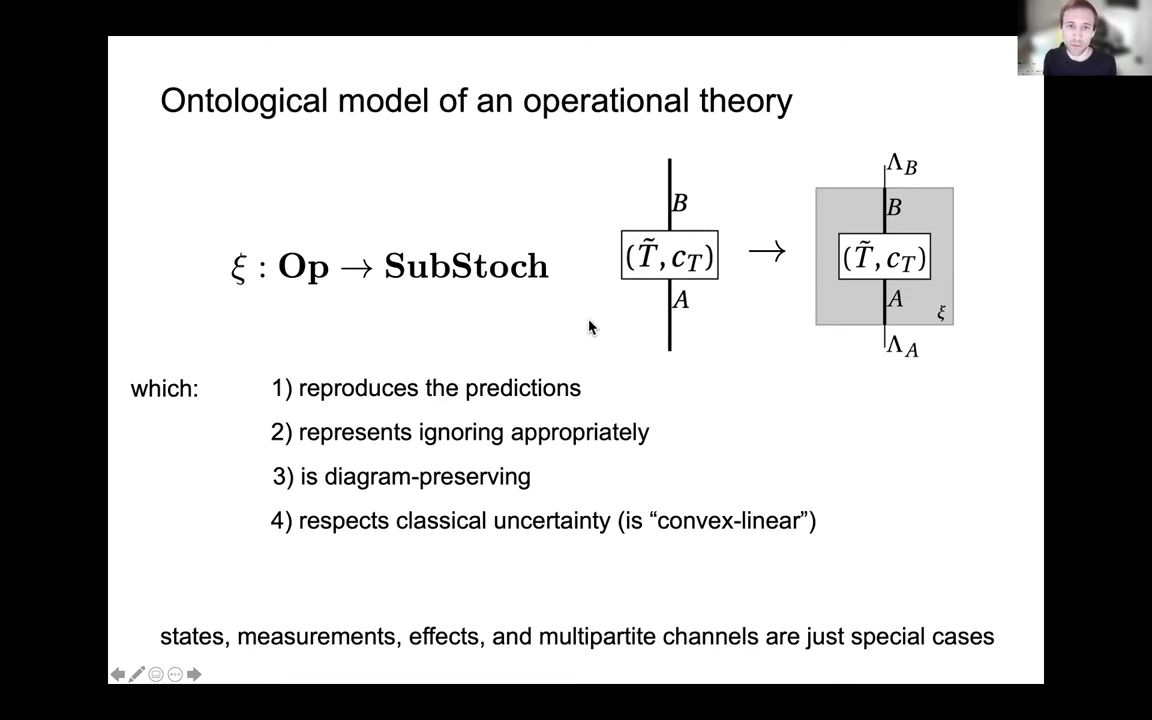 Ontological model of an operational theory
ξ : Op → SubStoch
B
(T̃, c_T)
A
→
Λ_B
B
(T̃, c_T)
A
ξ
Λ_A
which:
1) reproduces the predictions
2) represents ignoring appropriately
3) is diagram-preserving
4) respects classical uncertainty (is “convex-linear”)
states, measurements, effects, and multipartite channels are just special cases